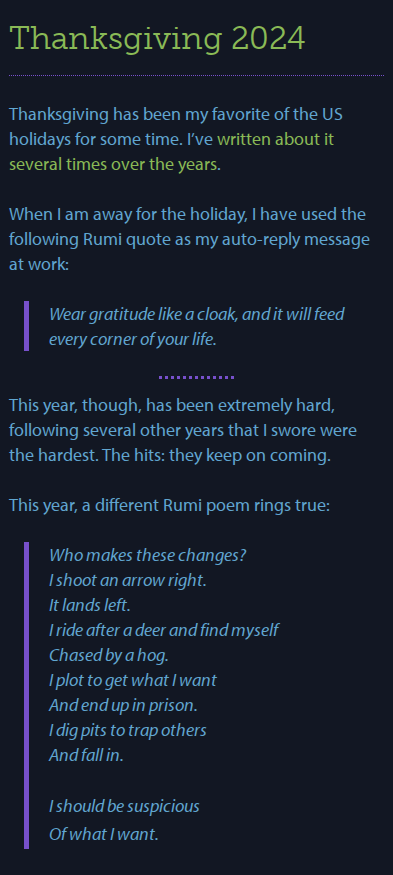 Thanksgiving 2024
Thanksgiving has been my favorite of the US
holidays for some time. I've written about it
several times over the years.
When I am away for the holiday, I have used the
following Rumi quote as my auto-reply message
at work:
Wear gratitude like a cloak, and it will feed
every corner of your life.
This year, though, has been extremely hard,
following several other years that I swore were
the hardest. The hits: they keep on coming.
This year, a different Rumi poem rings true:
Who makes these changes?
I shoot an arrow right.
It lands left.
I ride after a deer and find myself
Chased by a hog.
I plot to get what I want
And end up in prison.
I dig pits to trap others
And fall in.
I should be suspicious
Of what I want.